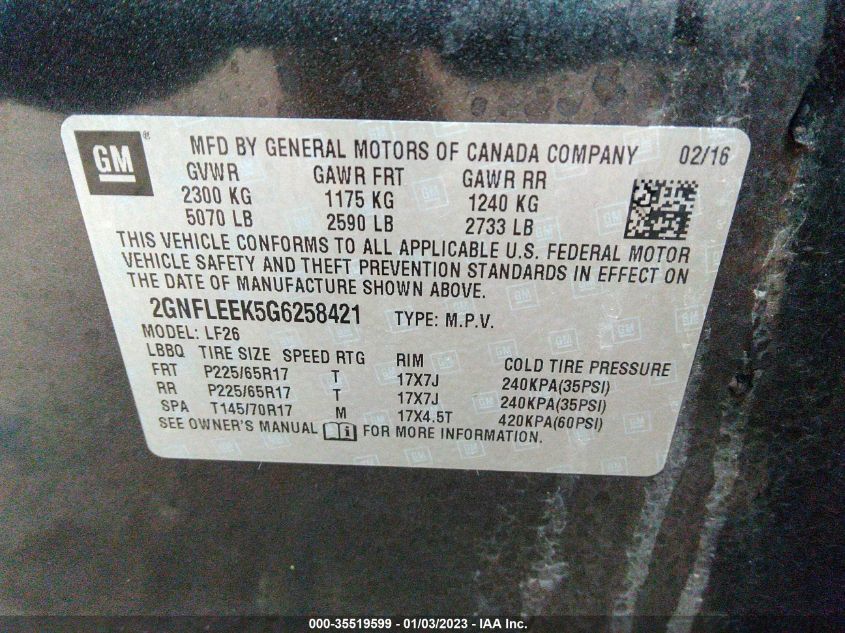 GM ®
MFD BY GENERAL MOTORS OF CANADA COMPANY 02/16
GVWR GAWR FRT GAWR RR
2300 KG 1175 KG 1240 KG
5070 LB 2590 LB 2733 LB
THIS VEHICLE CONFORMS TO ALL APPLICABLE U.S. FEDERAL MOTOR
VEHICLE SAFETY AND THEFT PREVENTION STANDARDS IN EFFECT ON
THE DATE OF MANUFACTURE SHOWN ABOVE.
2GNFLEEK5G6258421 TYPE: M.P.V.
MODEL: LF26
LBBQ TIRE SIZE SPEED RTG RIM COLD TIRE PRESSURE
FRT P225/65R17 T 17X7J 240KPA(35PSI)
RR P225/65R17 T 17X7J 240KPA(35PSI)
SPA T145/70R17 M 17X4.5T 420KPA(60PSI)
SEE OWNER'S MANUAL FOR MORE INFORMATION.
000-35519599 — 01/03/2023 — IAA Inc.